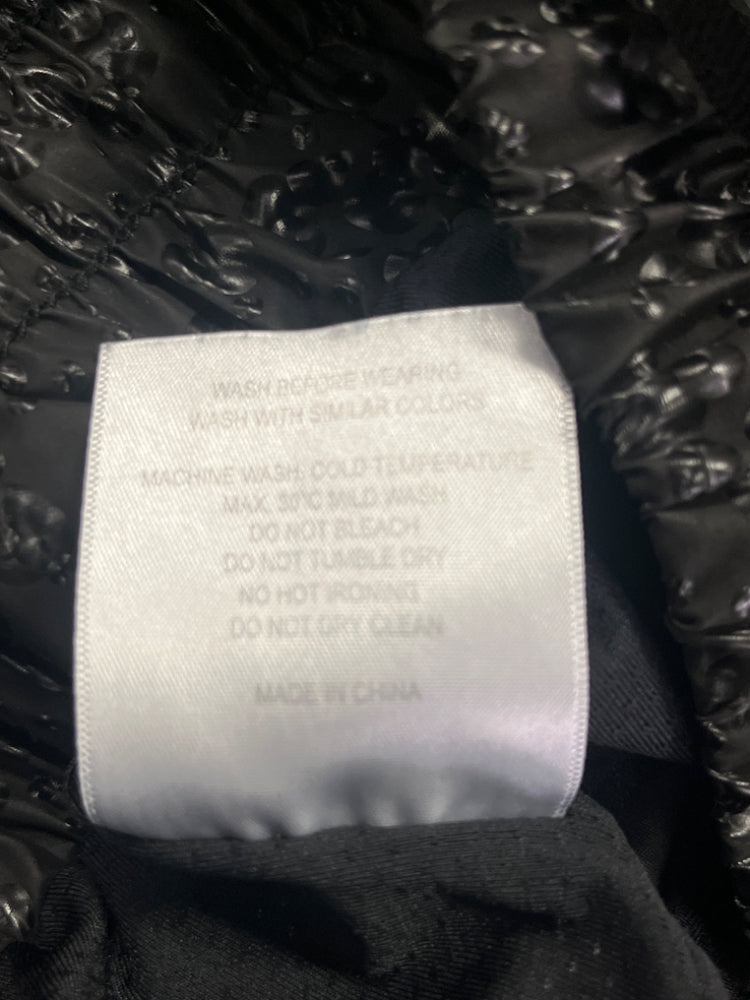 WASH BEFORE WEARING
WASH WITH SIMILAR COLORS
MACHINE WASH: COLD TEMPERATURE
MAX. 30°C MILD WASH
DO NOT BLEACH
DO NOT TUMBLE DRY
NO HOT IRONING
DO NOT DRY CLEAN
MADE IN CHINA